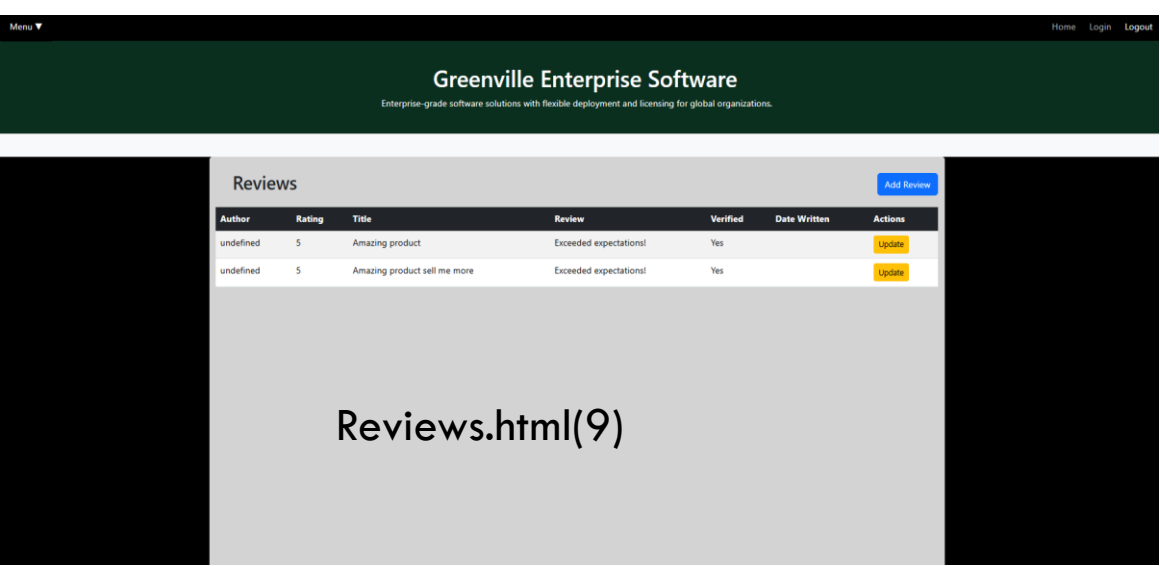 Menu ▼ Home Login Logout
Greenville Enterprise Software
Enterprise-grade software solutions with flexible deployment and licensing for global organizations.
Reviews Add Review
Author Rating Title Review Verified Date Written Actions
undefined 5 Amazing product Exceeded expectations! Yes Update
undefined 5 Amazing product sell me more Exceeded expectations! Yes Update
Reviews.html(9)